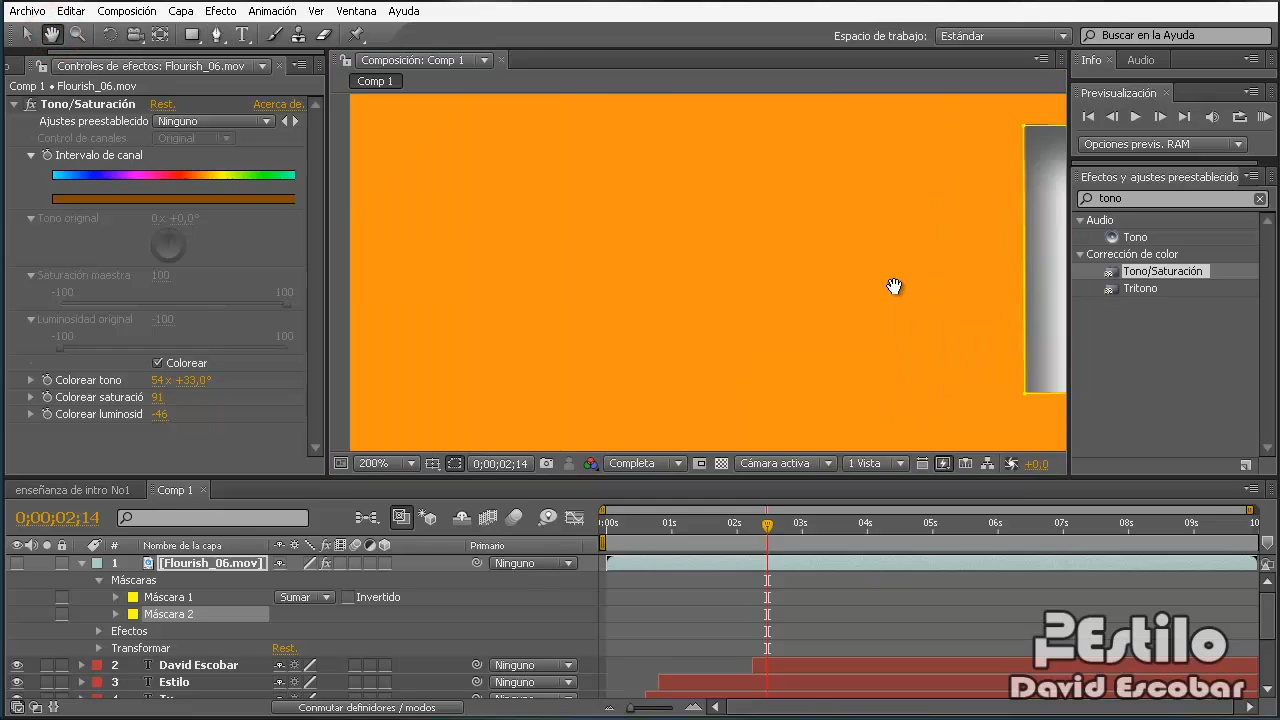 Archivo Editar Composición Capa Efecto Animación Ver Ventana Ayuda
Espacio de trabajo: Estándar Buscar en la Ayuda
Controles de efectos: Flourish_06.mov
Composición: Comp 1
Info Audio
Comp 1 • Flourish_06.mov
Comp 1
Previsualización
fx Tono/Saturación Rest. Acerca de.
Ajustes preestablecido Ninguno
Control de canales Original
Opciones previs. RAM
Intervalo de canal
Efectos y ajustes preestablecido
tono
Tono original 0 x +0,0°
Audio
Tono
Corrección de color
Tono/Saturación
Tritono
Saturación maestra 100
-100 100
Luminosidad original -100
-100 100
Colorear
Colorear tono 54 x +33,0°
Colorear saturació 91
Colorear luminosid -46
200% 0;00;02;14 Completa Cámara activa 1 Vista +0,0
enseñanza de intro No1 Comp 1
0;00;02;14
0:00s 01s 02s 03s 04s 05s 06s 07s 08s 09s 10
# Nombre de la capa Primario
1 [Flourish_06.mov] Ninguno
Máscaras
Máscara 1 Sumar Invertido
Máscara 2
Efectos
Transformar Rest.
2 T David Escobar Ninguno
3 T Estilo Ninguno
4 T Tu
Conmutar definidores / modos
Estilo
David Escobar